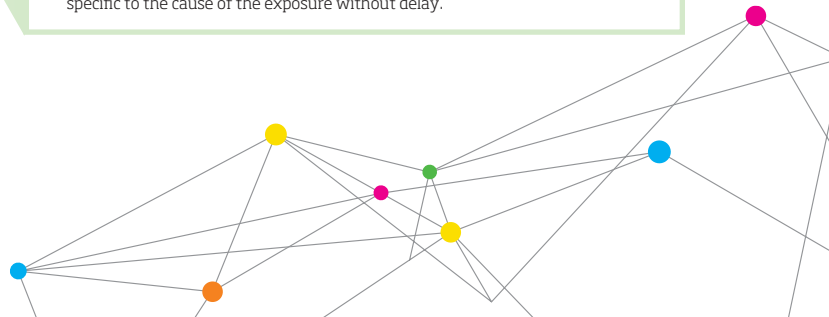 specific to the cause of the exposure without delay.